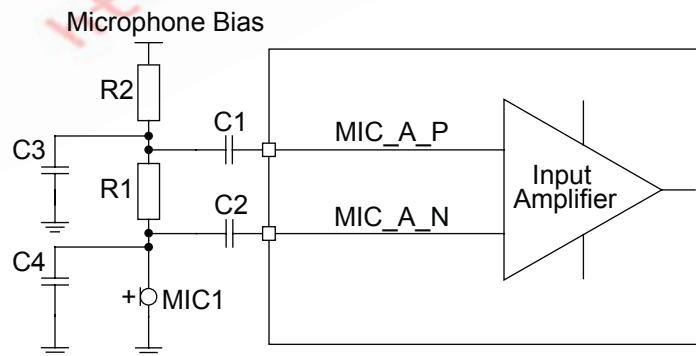 Microphone Bias
R2
C1
MIC_A_P
C3
R1
Input
Amplifier
C2
MIC_A_N
C4
+
MIC1